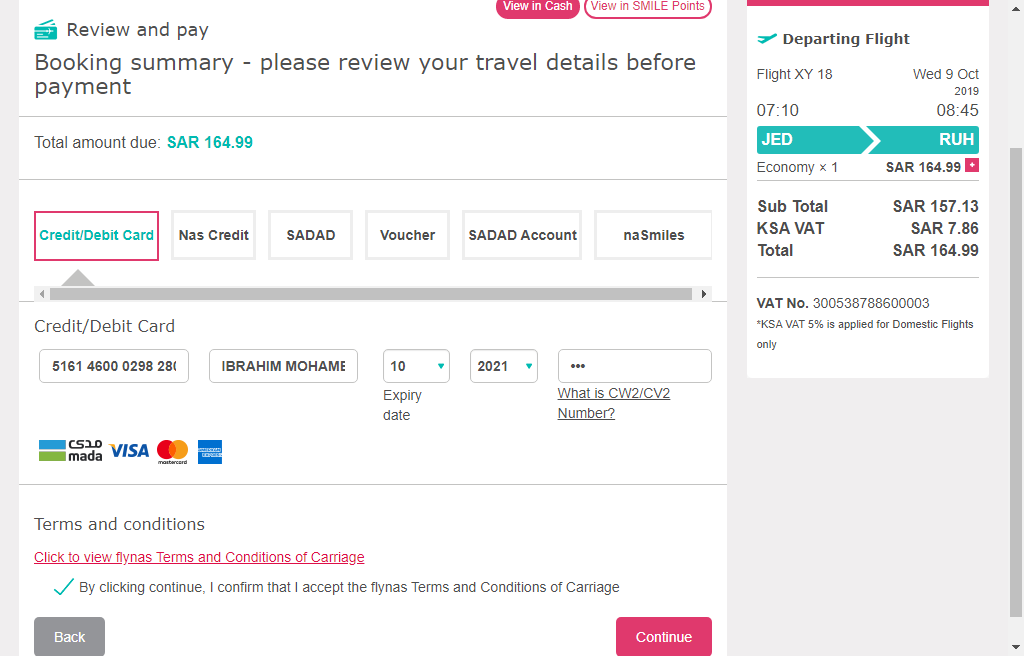 View in Cash
View in SMILE Points
Review and pay
Booking summary - please review your travel details before
payment
Total amount due: SAR 164.99
Credit/Debit Card
Nas Credit
SADAD
Voucher
SADAD Account
naSmiles
Credit/Debit Card
5161 4600 0298 28
IBRAHIM MOHAME
10
2021
•••
Expiry
date
What is CW2/CV2
Number?
mada
VISA
mastercard
AMERICAN EXPRESS
Terms and conditions
Click to view flynas Terms and Conditions of Carriage
By clicking continue, I confirm that I accept the flynas Terms and Conditions of Carriage
Back
Continue
Departing Flight
Flight XY 18
Wed 9 Oct
2019
07:10
08:45
JED
RUH
Economy × 1
SAR 164.99 +
Sub Total SAR 157.13
KSA VAT SAR 7.86
Total SAR 164.99
VAT No. 300538788600003
*KSA VAT 5% is applied for Domestic Flights
only